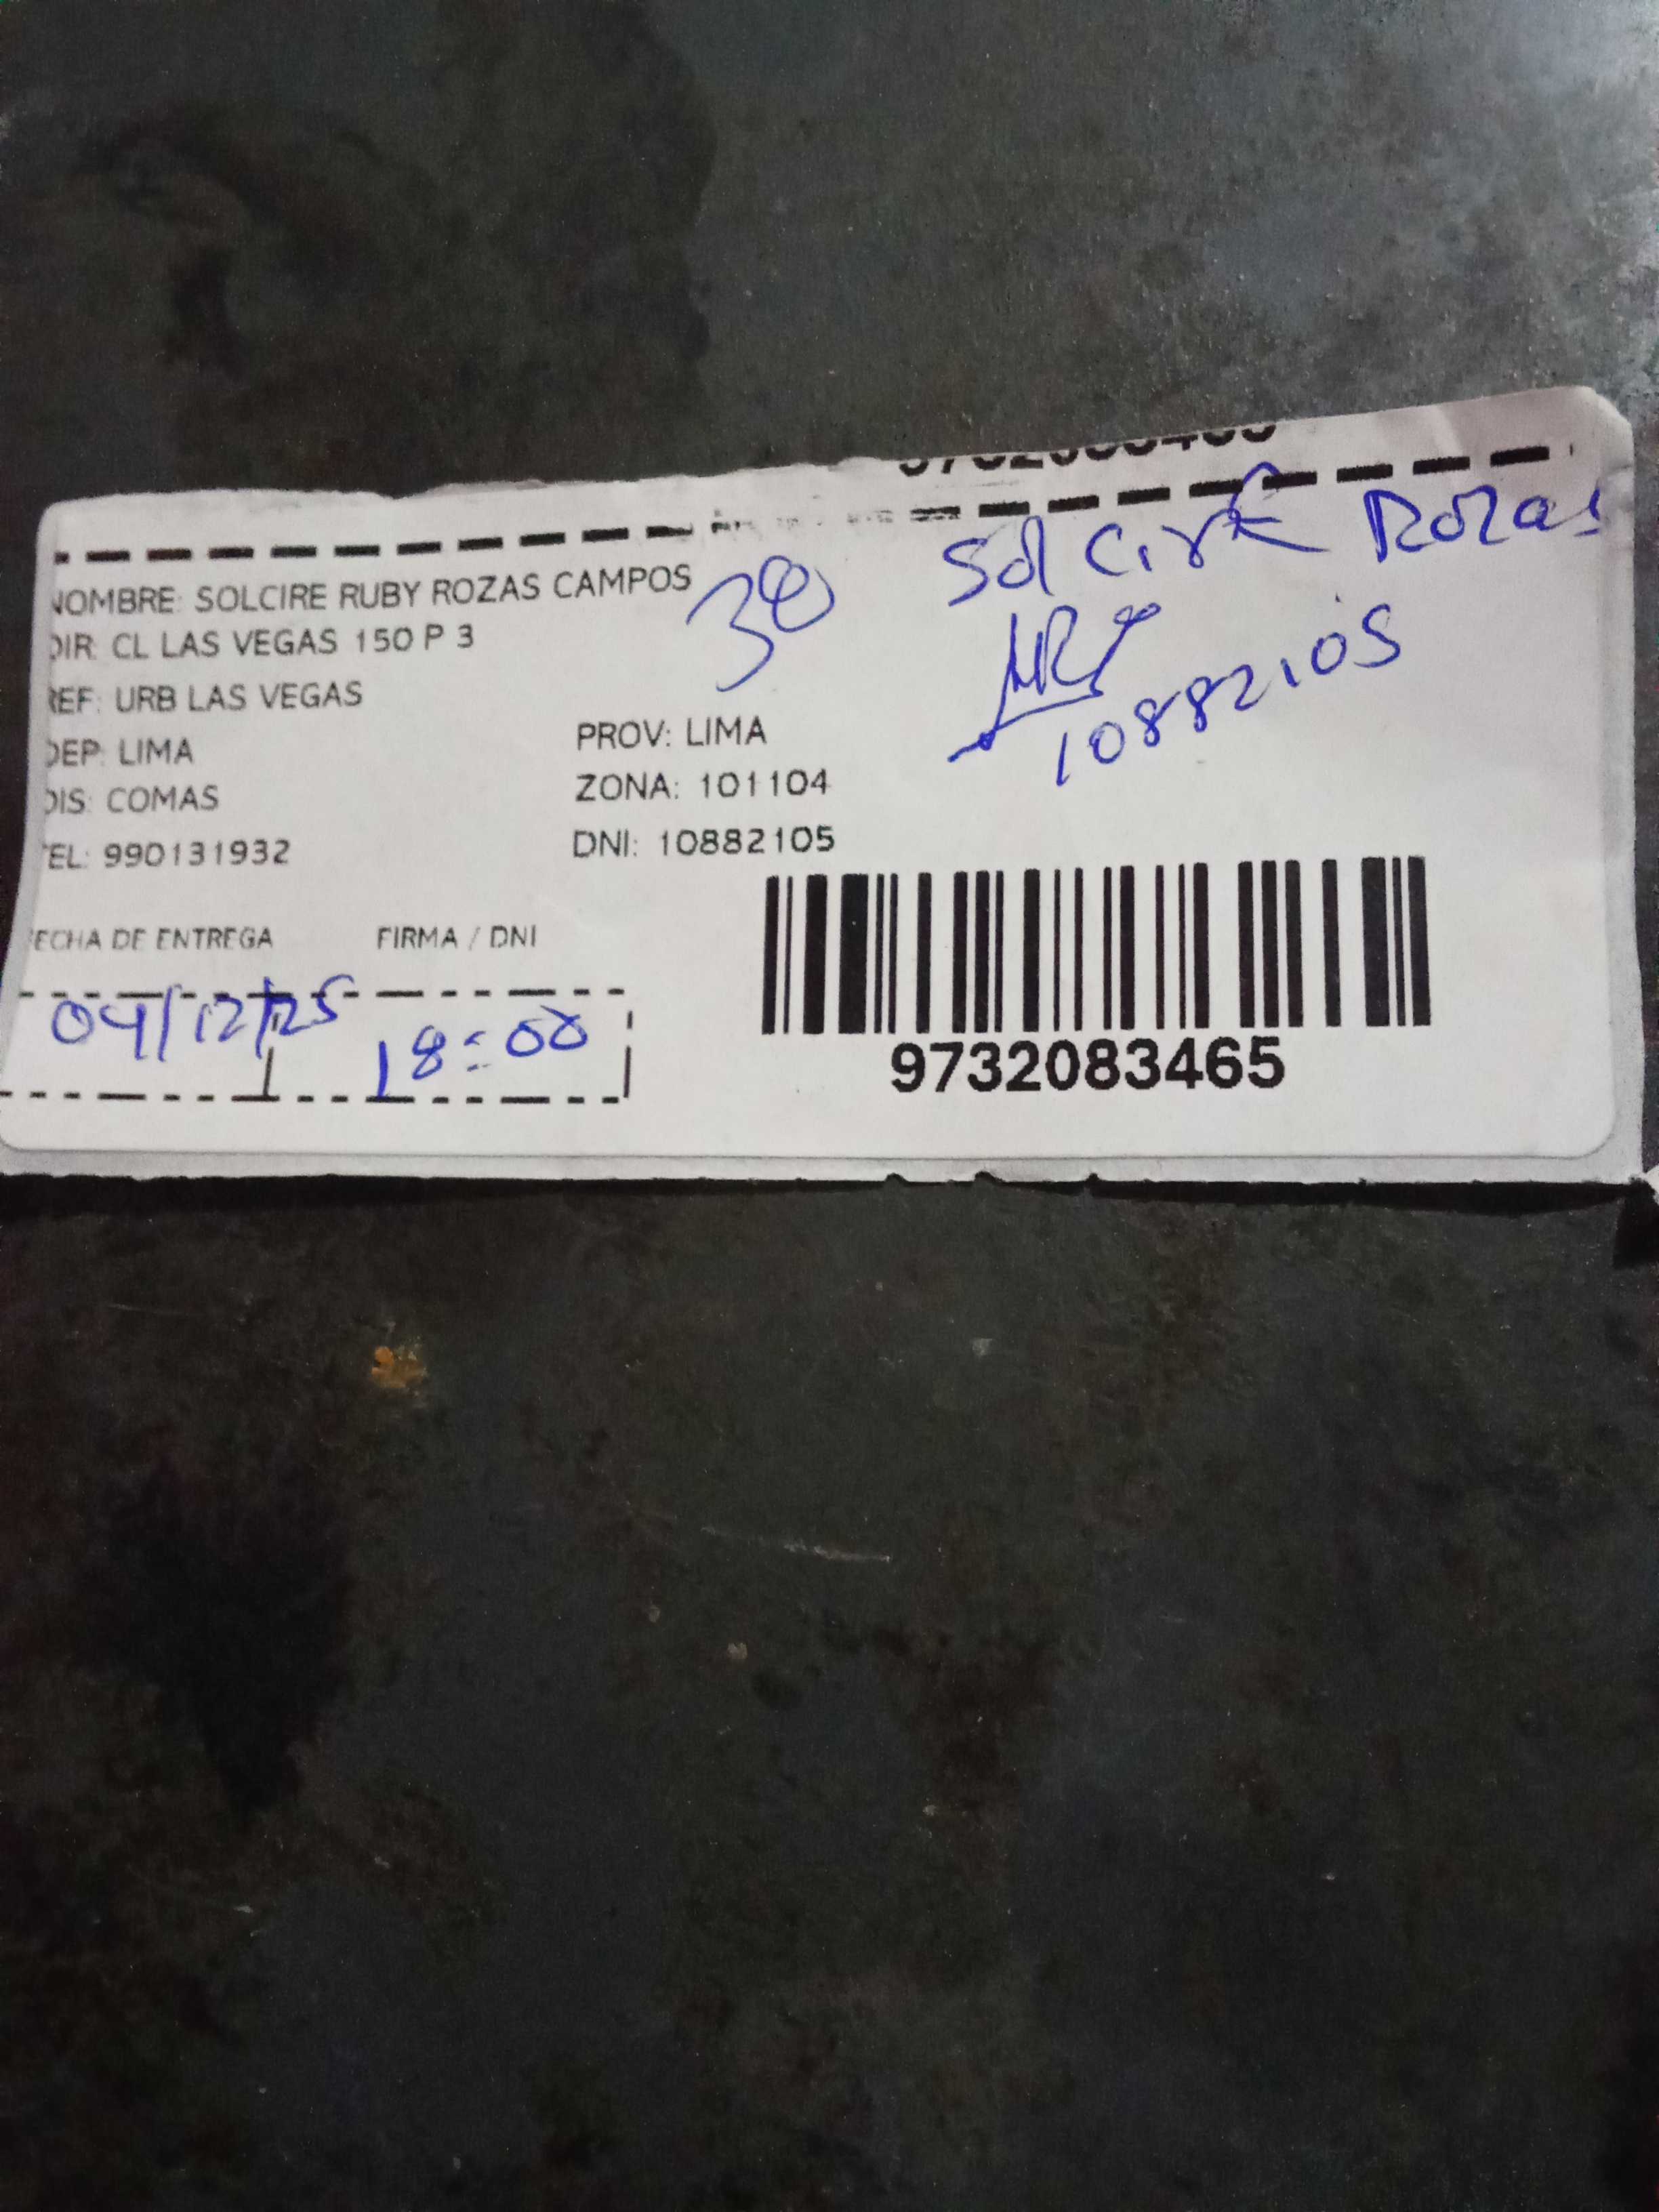 NOMBRE: SOLCIRE RUBY ROZAS CAMPOS
DIR: CL LAS VEGAS 150 P 3
REF: URB LAS VEGAS
DEP: LIMA
PROV: LIMA
DIS: COMAS
ZONA: 101104
TEL: 990131932
DNI: 10882105
Solcire Rozas
10882105
FECHA DE ENTREGA
FIRMA / DNI
04/12/25
18:00
9732083465